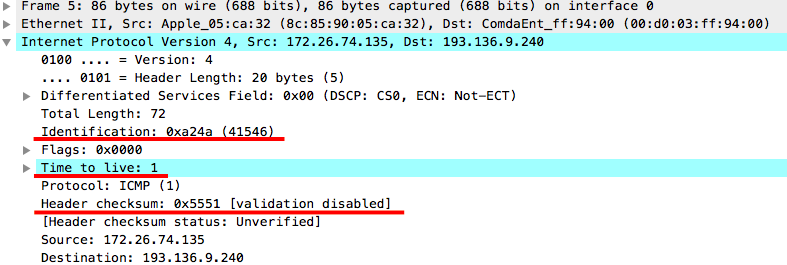 Frame 5: 86 bytes on wire (688 bits), 86 bytes captured (688 bits) on interface 0
Ethernet II, Src: Apple_05:ca:32 (8c:85:90:05:ca:32), Dst: ComdaEnt_ff:94:00 (00:d0:03:ff:94:00)
Internet Protocol Version 4, Src: 172.26.74.135, Dst: 193.136.9.240
0100 .... = Version: 4
.... 0101 = Header Length: 20 bytes (5)
Differentiated Services Field: 0x00 (DSCP: CS0, ECN: Not-ECT)
Total Length: 72
Identification: 0xa24a (41546)
Flags: 0x0000
Time to live: 1
Protocol: ICMP (1)
Header checksum: 0x5551 [validation disabled]
[Header checksum status: Unverified]
Source: 172.26.74.135
Destination: 193.136.9.240